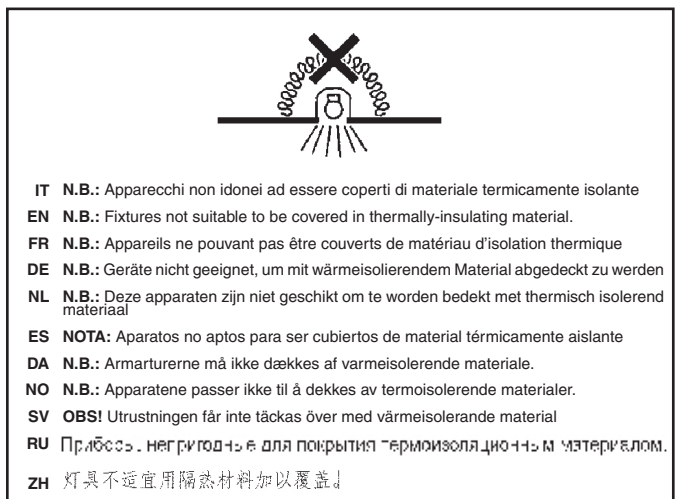 IT N.B.: Apparecchi non idonei ad essere coperti di materiale termicamente isolante
EN N.B.: Fixtures not suitable to be covered in thermally-insulating material.
FR N.B.: Appareils ne pouvant pas être couverts de matériau d'isolation thermique
DE N.B.: Geräte nicht geeignet, um mit wärmeisolierendem Material abgedeckt zu werden
NL N.B.: Deze apparaten zijn niet geschikt om te worden bedekt met thermisch isolerend
materiaal
ES NOTA: Aparatos no aptos para ser cubiertos de material térmicamente aislante
DA N.B.: Armarturerne må ikke dækkes af varmeisolerende materiale.
NO N.B.: Apparatene passer ikke til å dekkes av termoisolerende materialer.
SV OBS! Utrustningen får inte täckas över med värmeisolerande material
RU для покрытия термоизоляционным материалом.
ZH 灯具不适宜用隔热材料加以覆盖